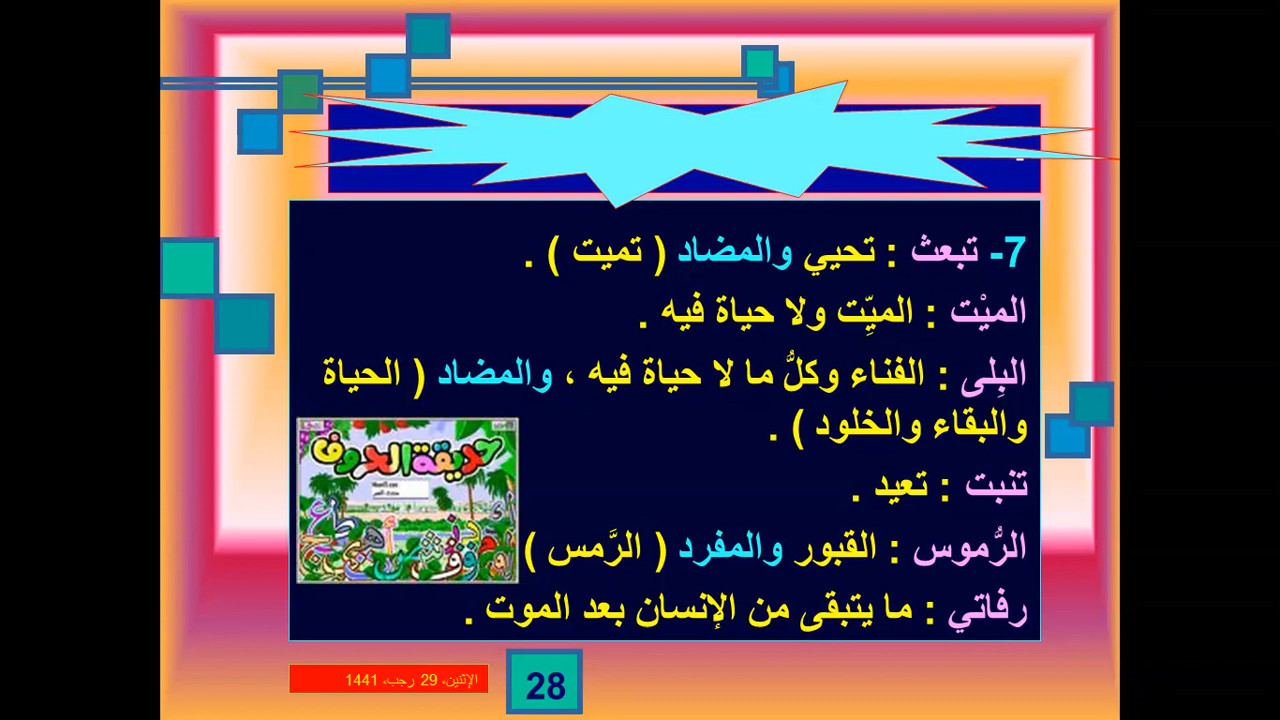 7- تبعث : تحيي والمضاد ( تميت ) .
الميْت : الميِّت ولا حياة فيه .
البِلى : الفناء وكلُّ ما لا حياة فيه ، والمضاد ( الحياة
والبقاء والخلود ) .
حديقة الحروف
تنبت : تعيد .
الرُّموس : القبور والمفرد ( الرَّمس )
رفاتي : ما يتبقى من الإنسان بعد الموت .
الإثنين، 29 رجب، 1441
28